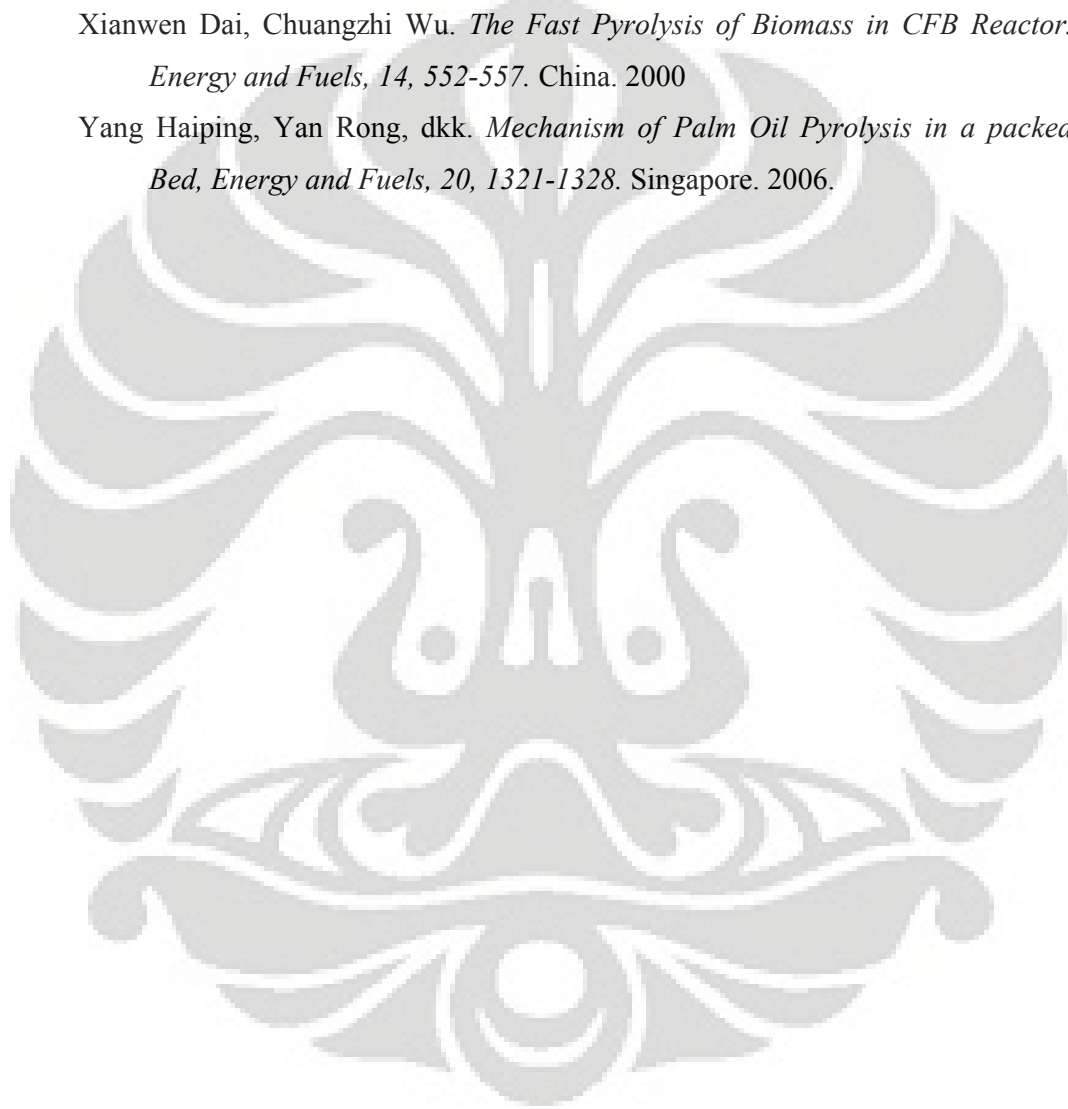 Xianwen Dai, Chuangzhi Wu. The Fast Pyrolysis of Biomass in CFB Reactor.
Energy and Fuels, 14, 552-557. China. 2000
Yang Haiping, Yan Rong, dkk. Mechanism of Palm Oil Pyrolysis in a packed
Bed, Energy and Fuels, 20, 1321-1328. Singapore. 2006.